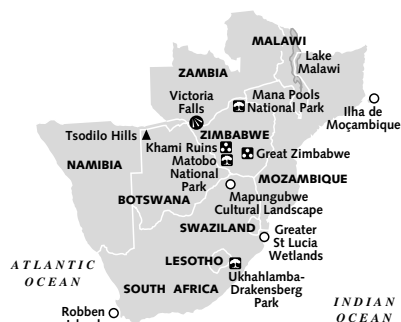 MALAWI
Lake
Malawi
ZAMBIA
Mana Pools
National Park
Victoria
Falls
Ilha de
Moçambique
Tsodilo Hills
ZIMBABWE
Khami Ruins
Great Zimbabwe
Matobo
National
Park
NAMIBIA
MOZAMBIQUE
BOTSWANA
Mapungubwe
Cultural Landscape
SWAZILAND
Greater
St Lucia
Wetlands
ATLANTIC
OCEAN
LESOTHO
Ukhahlamba-
Drakensberg
Park
SOUTH AFRICA
INDIAN
OCEAN
Robben